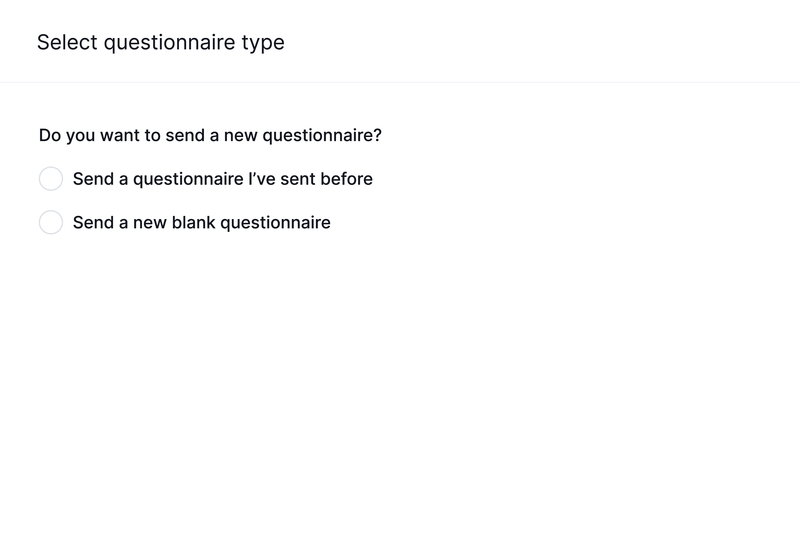 Select questionnaire type
Do you want to send a new questionnaire?
Send a questionnaire I’ve sent before
Send a new blank questionnaire